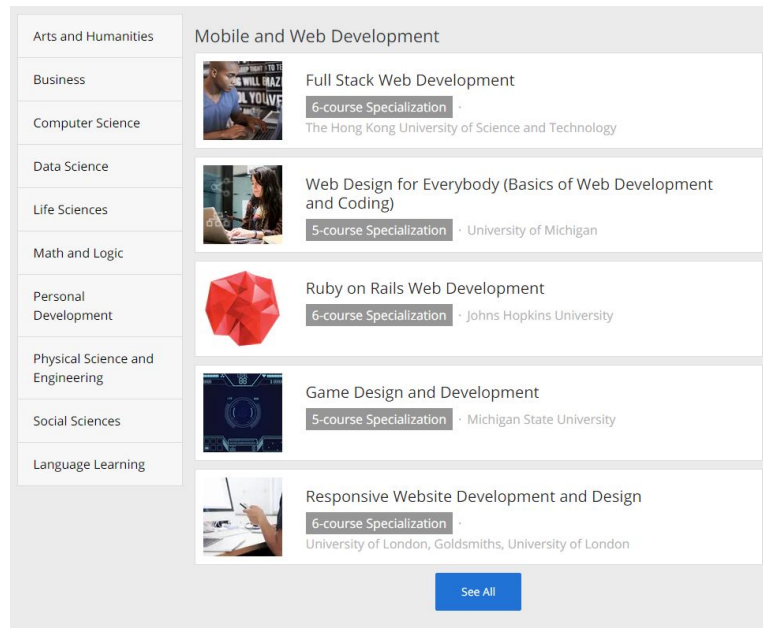 Arts and Humanities
Business
Computer Science
Data Science
Life Sciences
Math and Logic
Personal
Development
Physical Science and
Engineering
Social Sciences
Language Learning
Mobile and Web Development
Full Stack Web Development
6-course Specialization ·
The Hong Kong University of Science and Technology
Web Design for Everybody (Basics of Web Development
and Coding)
5-course Specialization · University of Michigan
Ruby on Rails Web Development
6-course Specialization · Johns Hopkins University
Game Design and Development
5-course Specialization · Michigan State University
Responsive Website Development and Design
6-course Specialization ·
University of London, Goldsmiths, University of London
See All